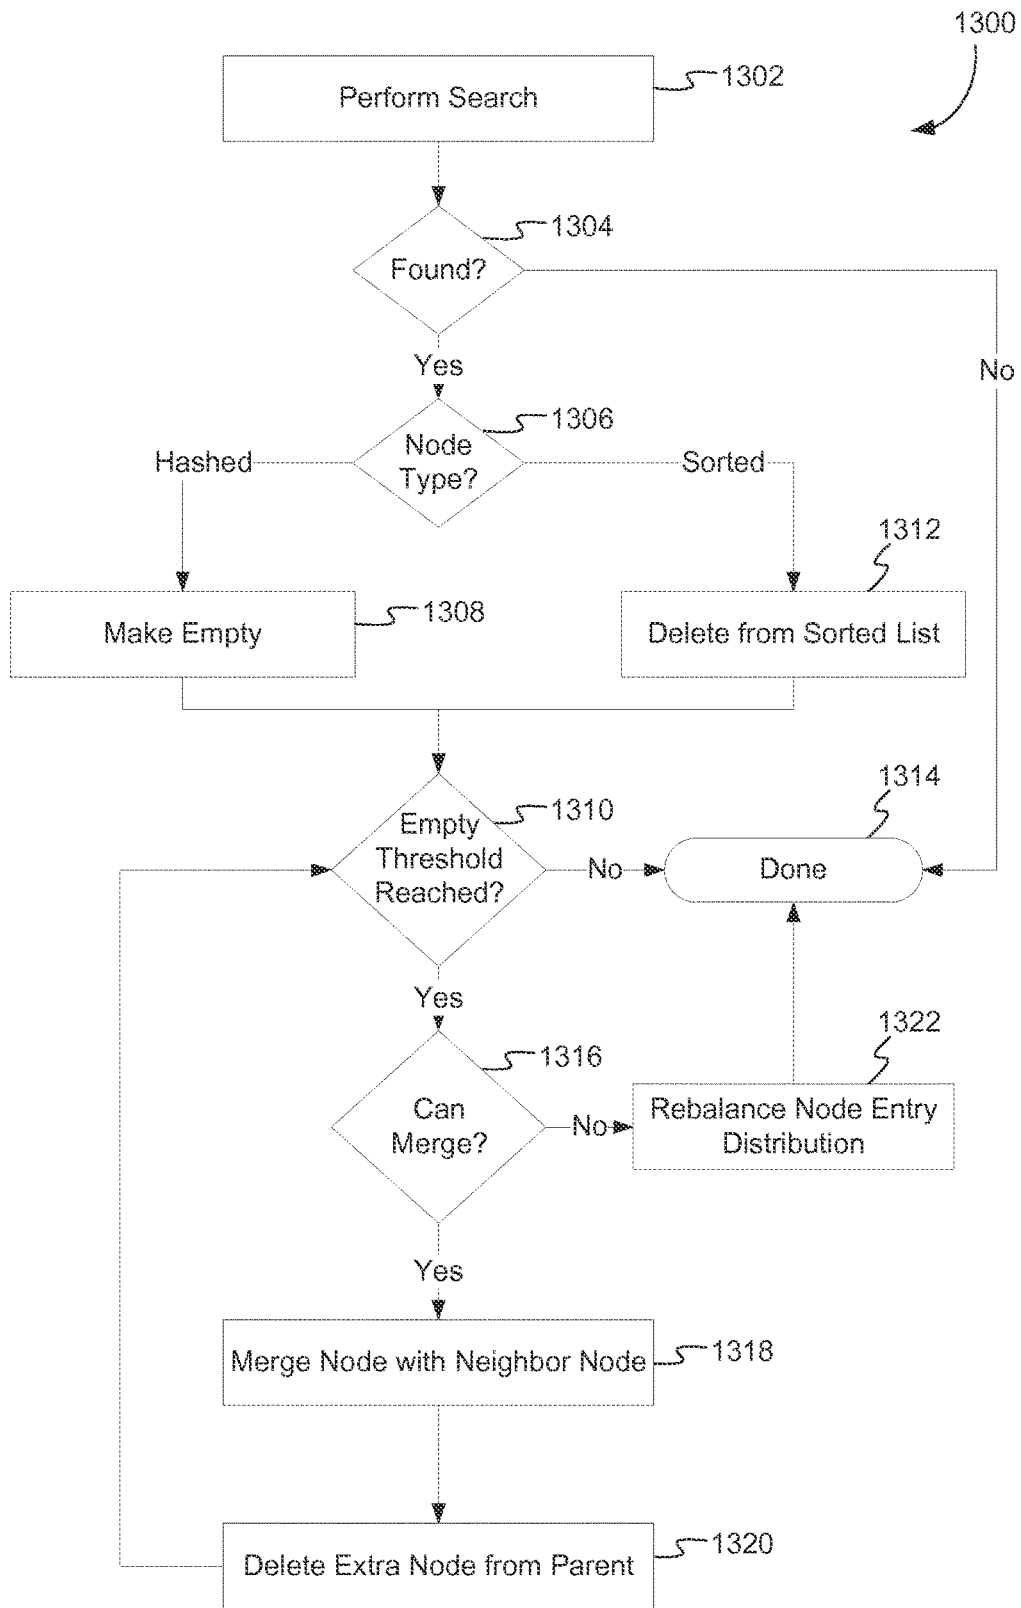 1300
Perform Search
1302
1304
Found?
Yes
No
1306
Node
Type?
Hashed
Sorted
1312
Make Empty
1308
Delete from Sorted List
1314
1310
Empty
Threshold
Reached?
No
Done
Yes
1322
1316
Can
Merge?
No
Rebalance Node Entry
Distribution
Yes
Merge Node with Neighbor Node
1318
Delete Extra Node from Parent
1320